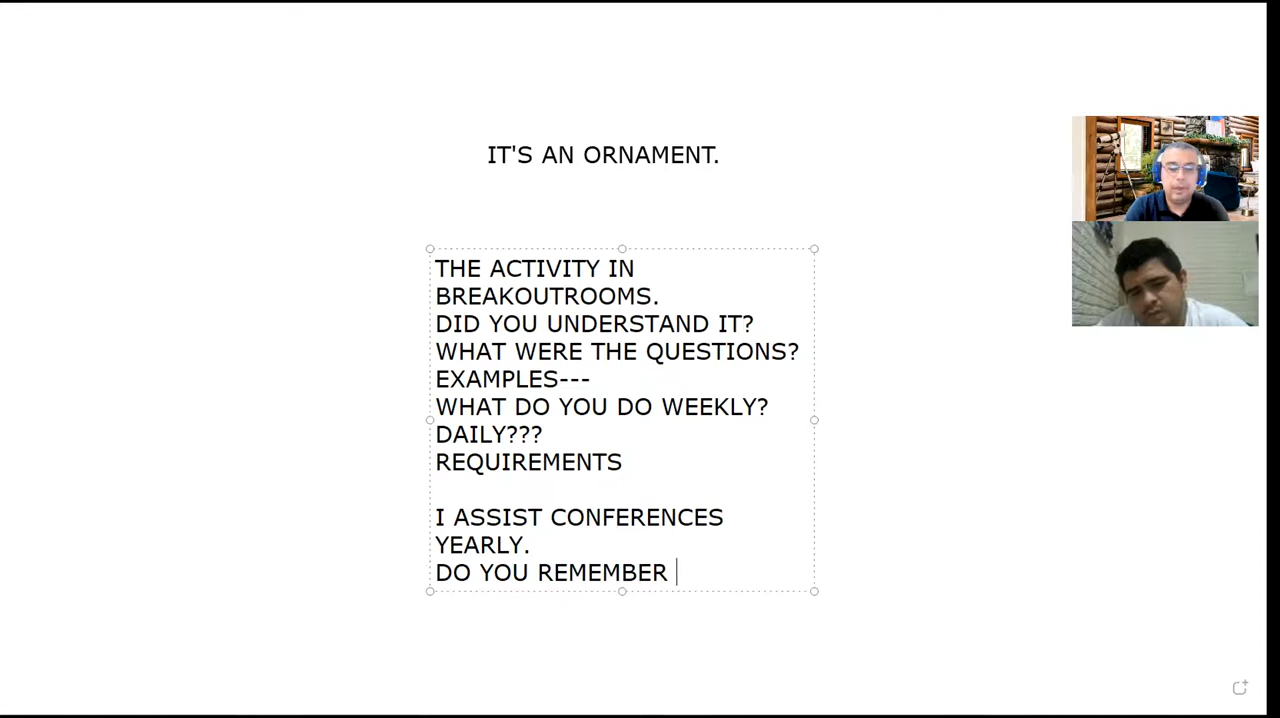 IT'S AN ORNAMENT.
THE ACTIVITY IN
BREAKOUTROOMS.
DID YOU UNDERSTAND IT?
WHAT WERE THE QUESTIONS?
EXAMPLES---
WHAT DO YOU DO WEEKLY?
DAILY???
REQUIREMENTS
I ASSIST CONFERENCES
YEARLY.
DO YOU REMEMBER